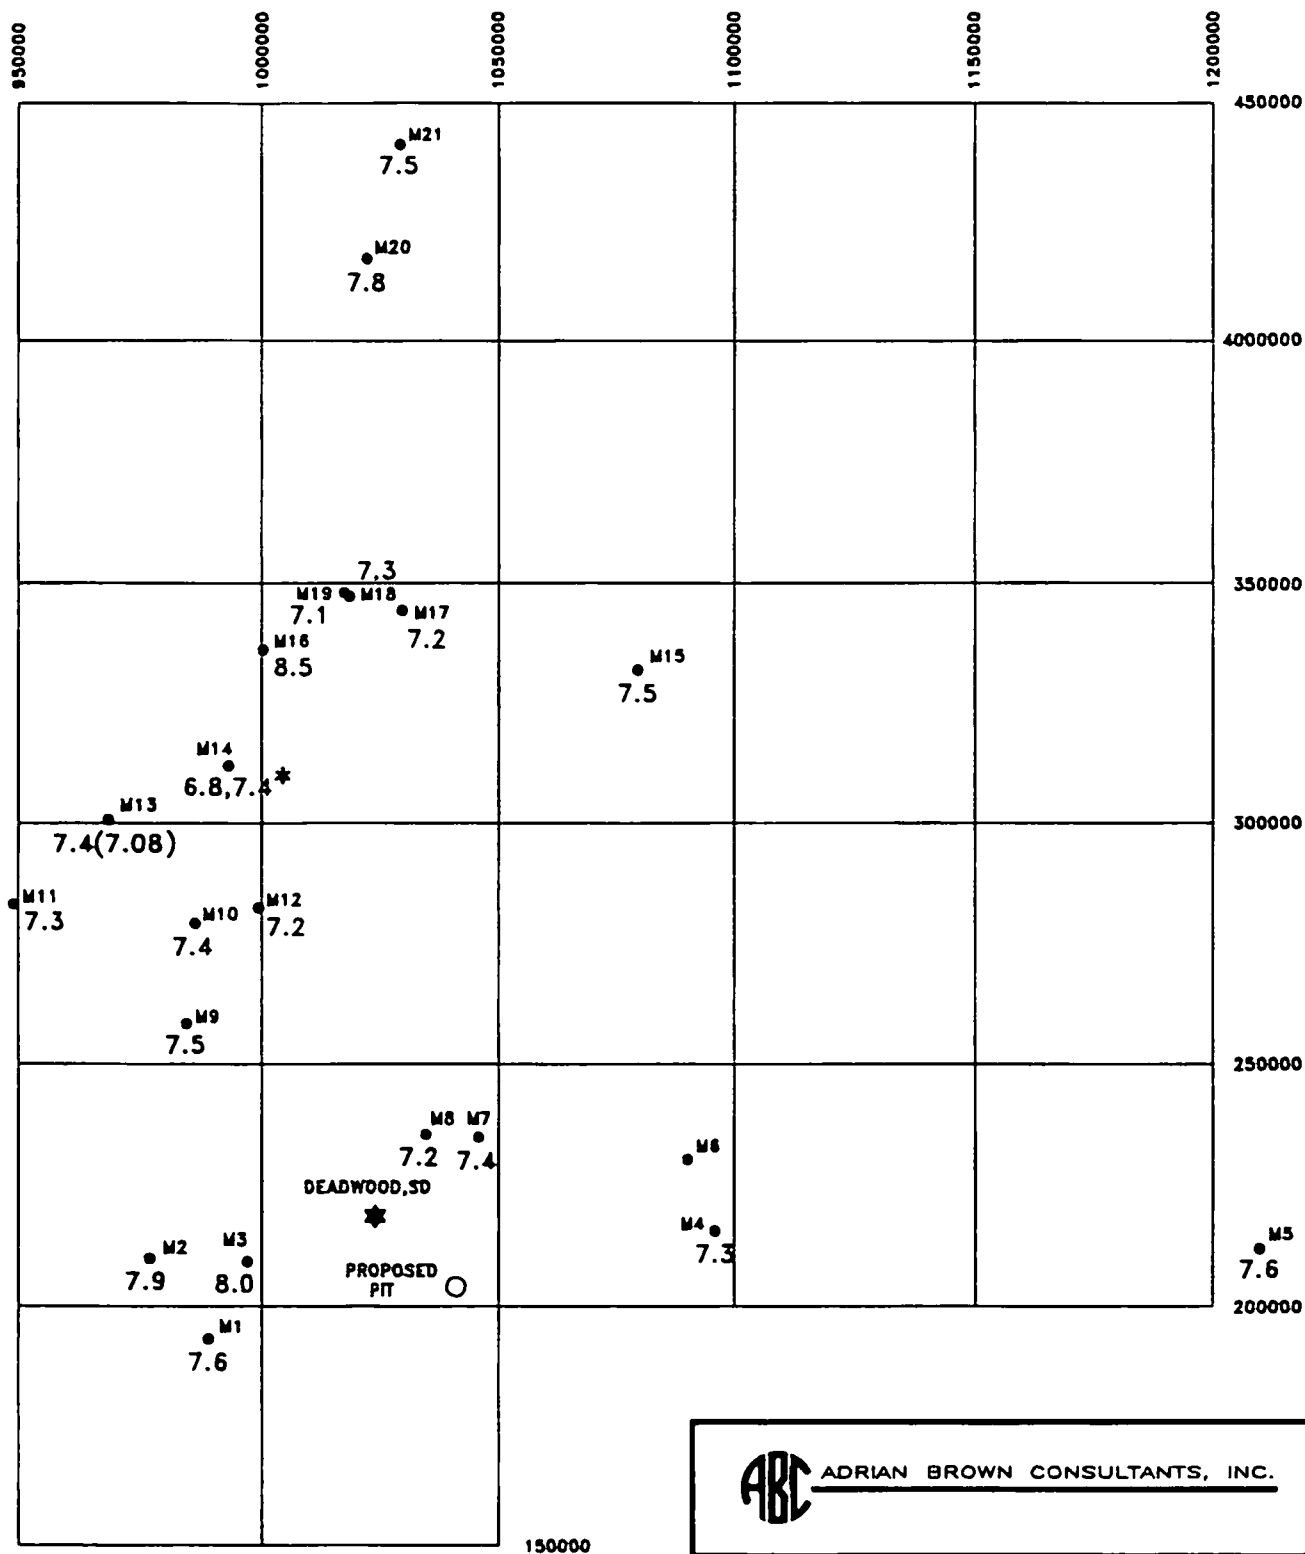 950000
1000000
1050000
1100000
1150000
1200000
450000
M21
7.5
M20
7.8
4000000
7.3
350000
M19
M18
7.1
M17
7.2
M16
8.5
M15
7.5
M14
6.8,7.4
M13
300000
7.4(7.08)
M11
7.3
M10
7.4
M12
7.2
M9
7.5
250000
M8
M7
7.2
7.4
M6
DEADWOOD,SD
M4
7.3
M5
7.6
M2
7.9
M3
8.0
PROPOSED
PIT
200000
M1
7.6
ABC
ADRIAN BROWN CONSULTANTS, INC.
150000